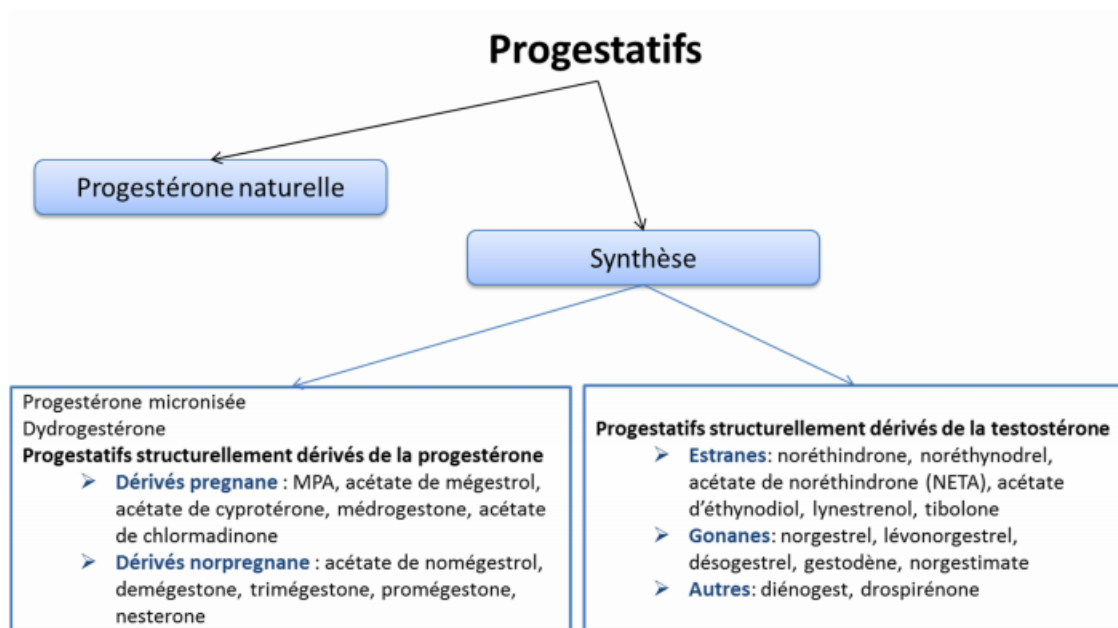 Progestatifs
Progestérone naturelle
Synthèse
Progestérone micronisée
Dydrogestérone
Progestatifs structurellement dérivés de la progestérone
➢ Dérivés pregnane : MPA, acétate de mégestrol,
acétate de cyprotérone, médrogestone, acétate
de chlormadinone
➢ Dérivés norpregnane : acétate de nomégestrol,
demégestone, trimégestone, promégestone,
nesterone
Progestatifs structurellement dérivés de la testostérone
➢ Estranes: noréthindrone, noréthynodrel,
acétate de noréthindrone (NETA), acétate
d’éthynodiol, lynestrenol, tibolone
➢ Gonanes: norgestrel, lévonorgestrel,
désogestrel, gestodène, norgestimate
➢ Autres: diénogest, drospirénone